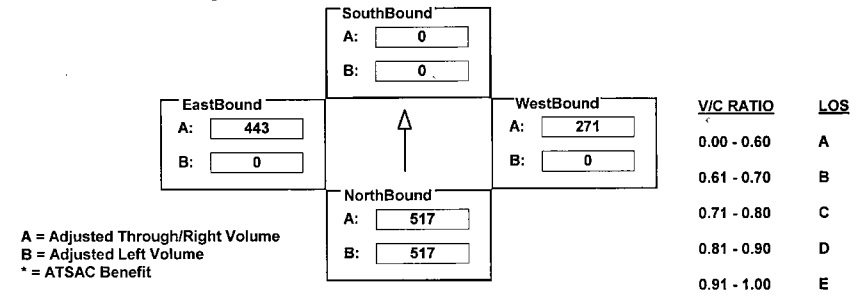 SouthBound
A: 0
B: 0
EastBound
A: 443
B: 0
WestBound
A: 271
B: 0
NorthBound
A: 517
B: 517
A = Adjusted Through/Right Volume
B = Adjusted Left Volume
* = ATSAC Benefit
V/C RATIO LOS
0.00 - 0.60 A
0.61 - 0.70 B
0.71 - 0.80 C
0.81 - 0.90 D
0.91 - 1.00 E